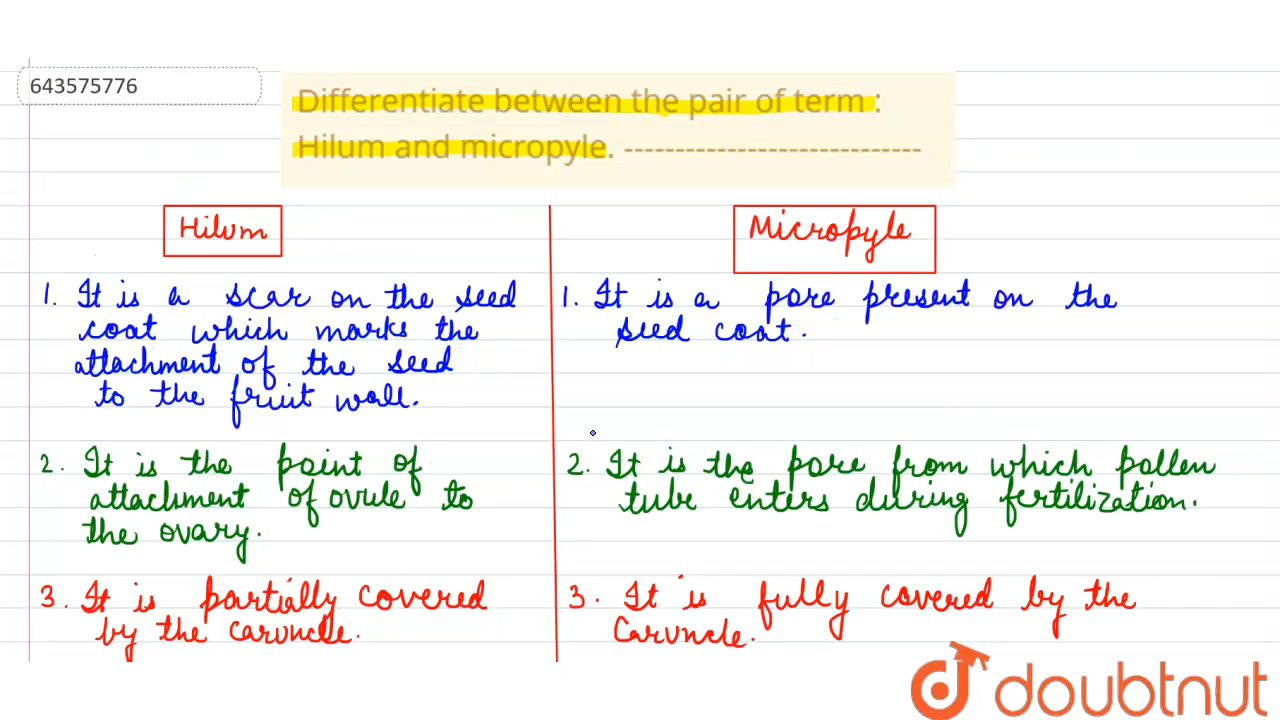 643575776
Differentiate between the pair of term :
Hilum and micropyle. -----------------------------
Hilum
1. It is a scar on the seed
coat which marks the
attachment of the seed
to the fruit wall.
2. It is the point of
attachment of ovule to
the ovary.
3. It is partially covered
by the caruncle.
Micropyle
1. It is a pore present on the
seed coat.
2. It is the pore from which pollen
tube enters during fertilization.
3. It is fully covered by the
Caruncle.
doubtnut